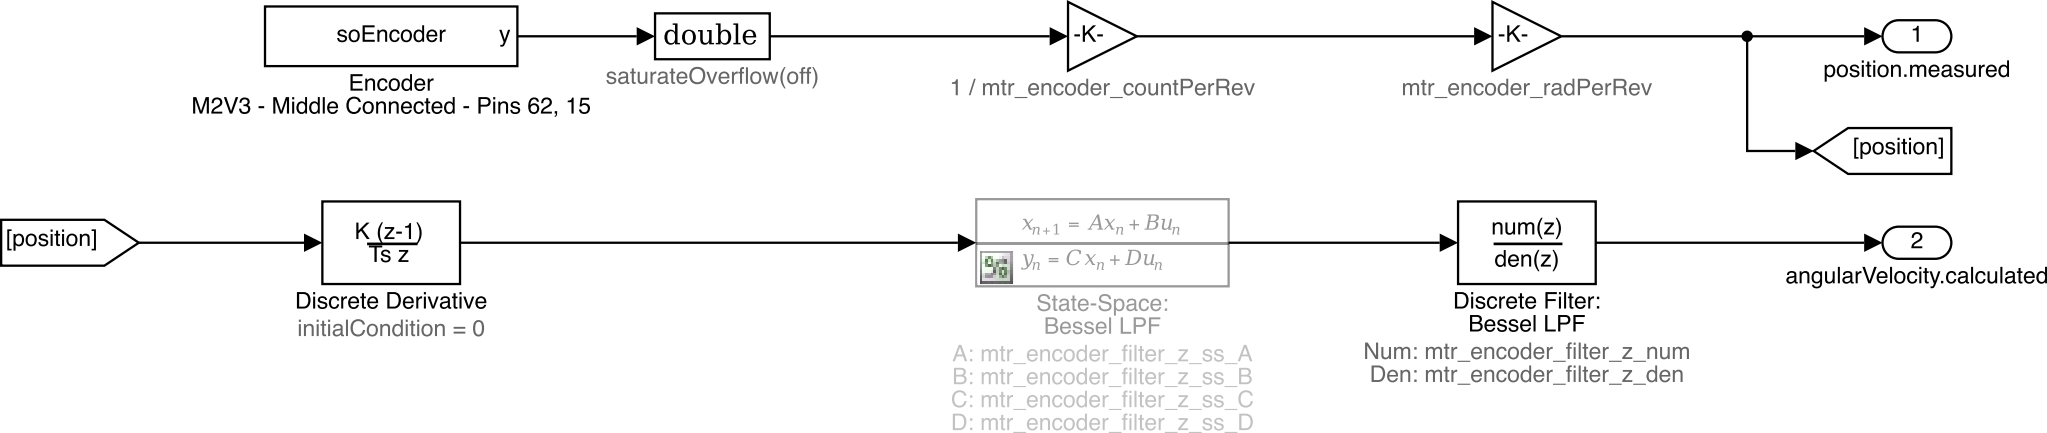 soEncoder y
Encoder
M2V3 - Middle Connected - Pins 62, 15
double
saturateOverflow(off)
-K-
1 / mtr_encoder_countPerRev
-K-
mtr_encoder_radPerRev
1
position.measured
[position]
[position]
K (z-1)
Ts z
Discrete Derivative
initialCondition = 0
xn+1 = Axn + Bun
yn = Cxn + Dun
State-Space:
Bessel LPF
A: mtr_encoder_filter_z_ss_A
B: mtr_encoder_filter_z_ss_B
C: mtr_encoder_filter_z_ss_C
D: mtr_encoder_filter_z_ss_D
num(z)
den(z)
Discrete Filter:
Bessel LPF
Num: mtr_encoder_filter_z_num
Den: mtr_encoder_filter_z_den
2
angularVelocity.calculated